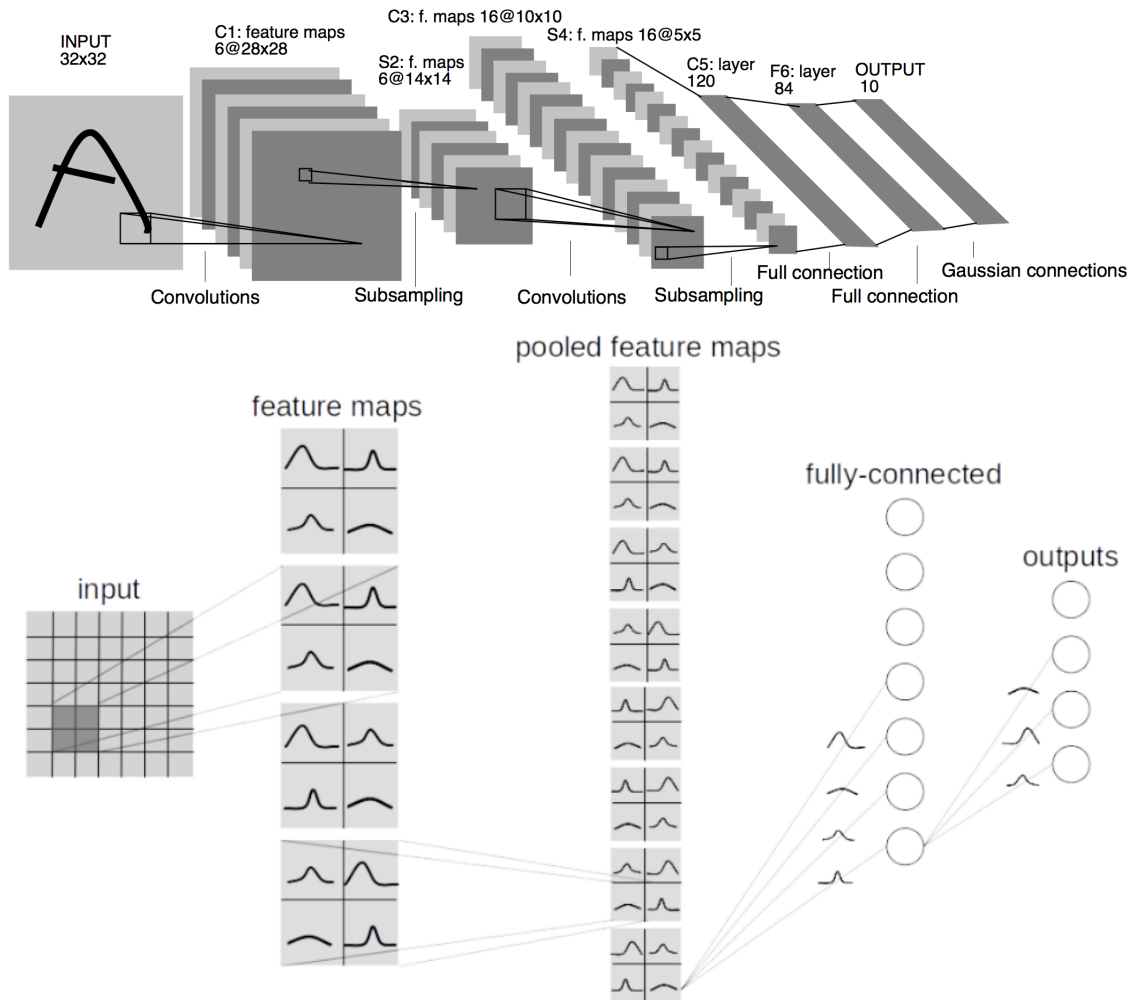 INPUT
32x32
C1: feature maps
6@28x28
S2: f. maps
6@14x14
C3: f. maps 16@10x10
S4: f. maps 16@5x5
C5: layer
120
F6: layer
84
OUTPUT
10
Convolutions
Subsampling
Convolutions
Subsampling
Full connection
Full connection
Gaussian connections
pooled feature maps
feature maps
fully-connected
outputs
input